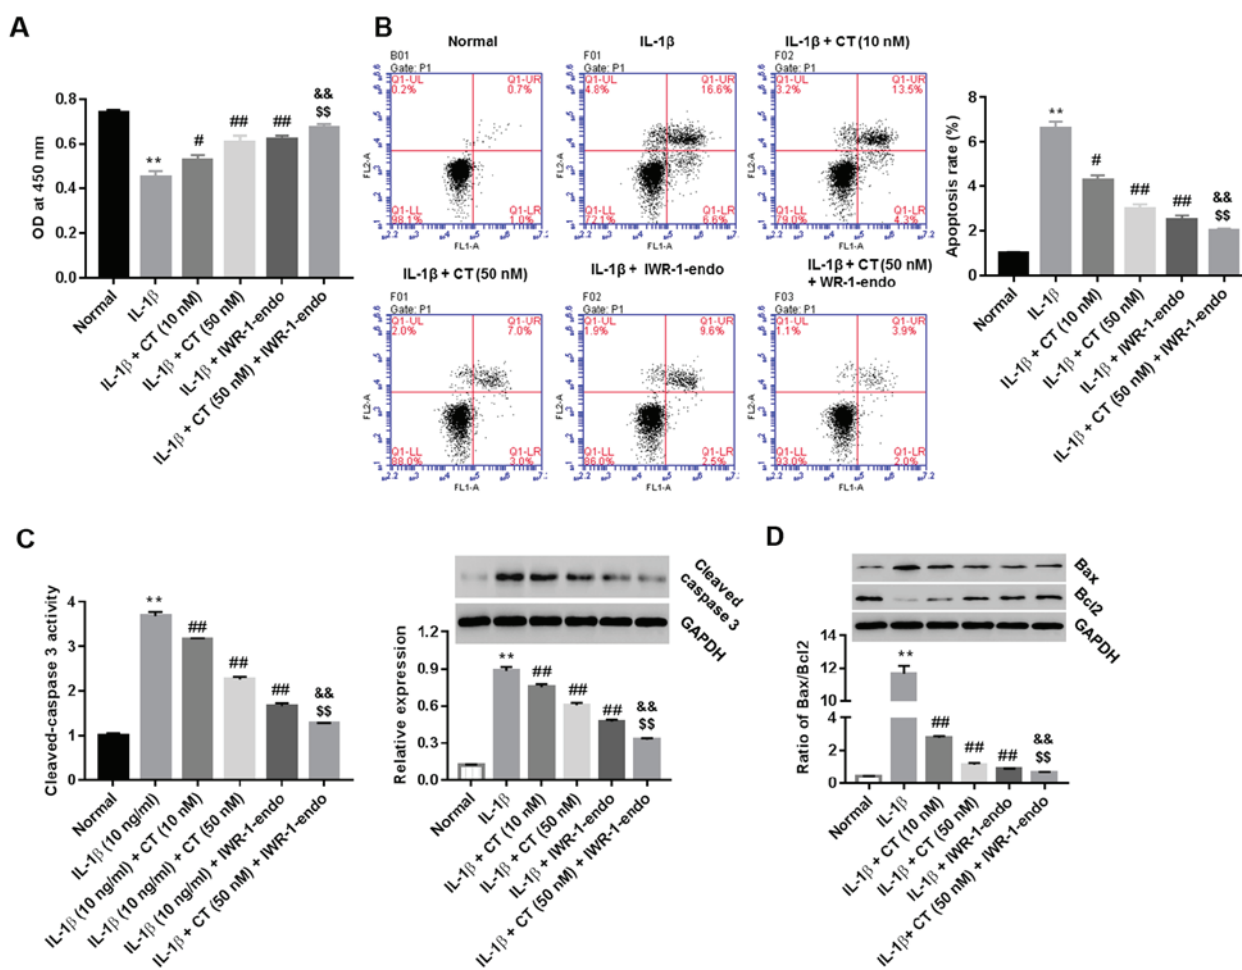 A
OD at 450 nm
0.8
0.6
0.4
0.2
0.0
**
#
##
##
&&
$$
Normal
IL-1β
IL-1β + CT (10 nM)
IL-1β + CT (50 nM)
IL-1β + IWR-1-endo
IL-1β + CT (50 nM) + IWR-1-endo
B
Normal
B01
Gate: P1
Q1-UL
0.2%
Q1-UR
0.7%
Q1-LL
98.1%
Q1-LR
1.0%
FL2-A
FL1-A
IL-1β
F01
Gate: P1
Q1-UL
4.8%
Q1-UR
16.6%
Q1-LL
72.1%
Q1-LR
6.6%
FL2-A
FL1-A
IL-1β + CT (10 nM)
F02
Gate: P1
Q1-UL
3.2%
Q1-UR
13.5%
Q1-LL
79.0%
Q1-LR
4.3%
FL2-A
FL1-A
IL-1β + CT (50 nM)
F01
Gate: P1
Q1-UL
2.0%
Q1-UR
7.0%
Q1-LL
88.0%
Q1-LR
3.0%
FL2-A
FL1-A
IL-1β + IWR-1-endo
F02
Gate: P1
Q1-UL
1.9%
Q1-UR
9.6%
Q1-LL
86.0%
Q1-LR
2.5%
FL2-A
FL1-A
IL-1β + CT (50 nM)
+ WR-1-endo
F03
Gate: P1
Q1-UL
1.1%
Q1-UR
3.9%
Q1-LL
93.0%
Q1-LR
2.0%
FL2-A
FL1-A
Apoptosis rate (%)
8
6
4
2
0
**
#
##
##
&&
$$
Normal
IL-1β
IL-1β + CT (10 nM)
IL-1β + CT (50 nM)
IL-1β + IWR-1-endo
IL-1β + CT (50 nM) + IWR-1-endo
C
Cleaved-caspase 3 activity
4
3
2
1
0
**
##
##
##
&&
$$
Normal
IL-1β (10 ng/ml)
IL-1β (10 ng/ml) + CT (10 nM)
IL-1β (10 ng/ml) + CT (50 nM)
IL-1β (10 ng/ml) + IWR-1-endo
IL-1β + CT (50 nM) + IWR-1-endo
Cleaved
caspase 3
GAPDH
Relative expression
1.2
0.9
0.6
0.3
0.0
**
##
##
##
&&
$$
Normal
IL-1β
IL-1β + CT (10 nM)
IL-1β + CT (50 nM)
IL-1β + IWR-1-endo
IL-1β + CT (50 nM) + IWR-1-endo
D
Bax
Bcl2
GAPDH
Ratio of Bax/Bcl2
14
12
10
4
2
0
**
##
##
##
&&
$$
Normal
IL-1β
IL-1β + CT (10 nM)
IL-1β + CT (50 nM)
IL-1β + IWR-1-endo
IL-1β+ CT (50 nM) + IWR-1-endo